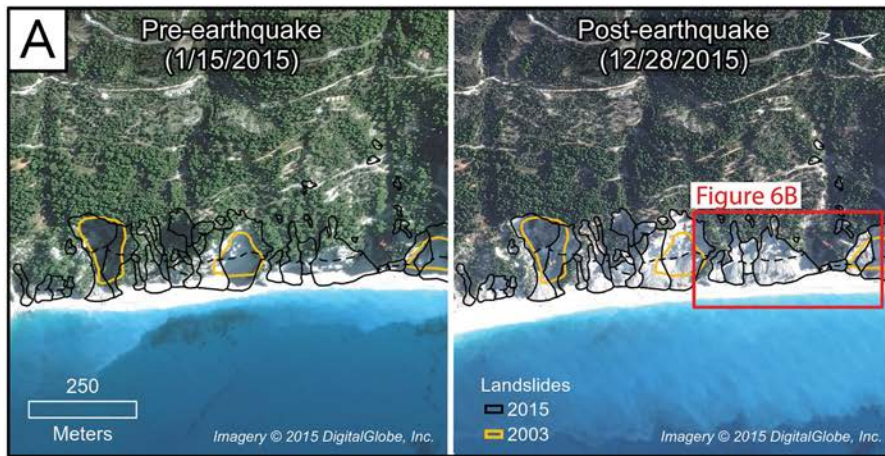 A
Pre-earthquake
(1/15/2015)
250
Meters
Imagery © 2015 DigitalGlobe, Inc.
Post-earthquake
(12/28/2015)
N
Figure 6B
Landslides
2015
2003
Imagery © 2015 DigitalGlobe, Inc.